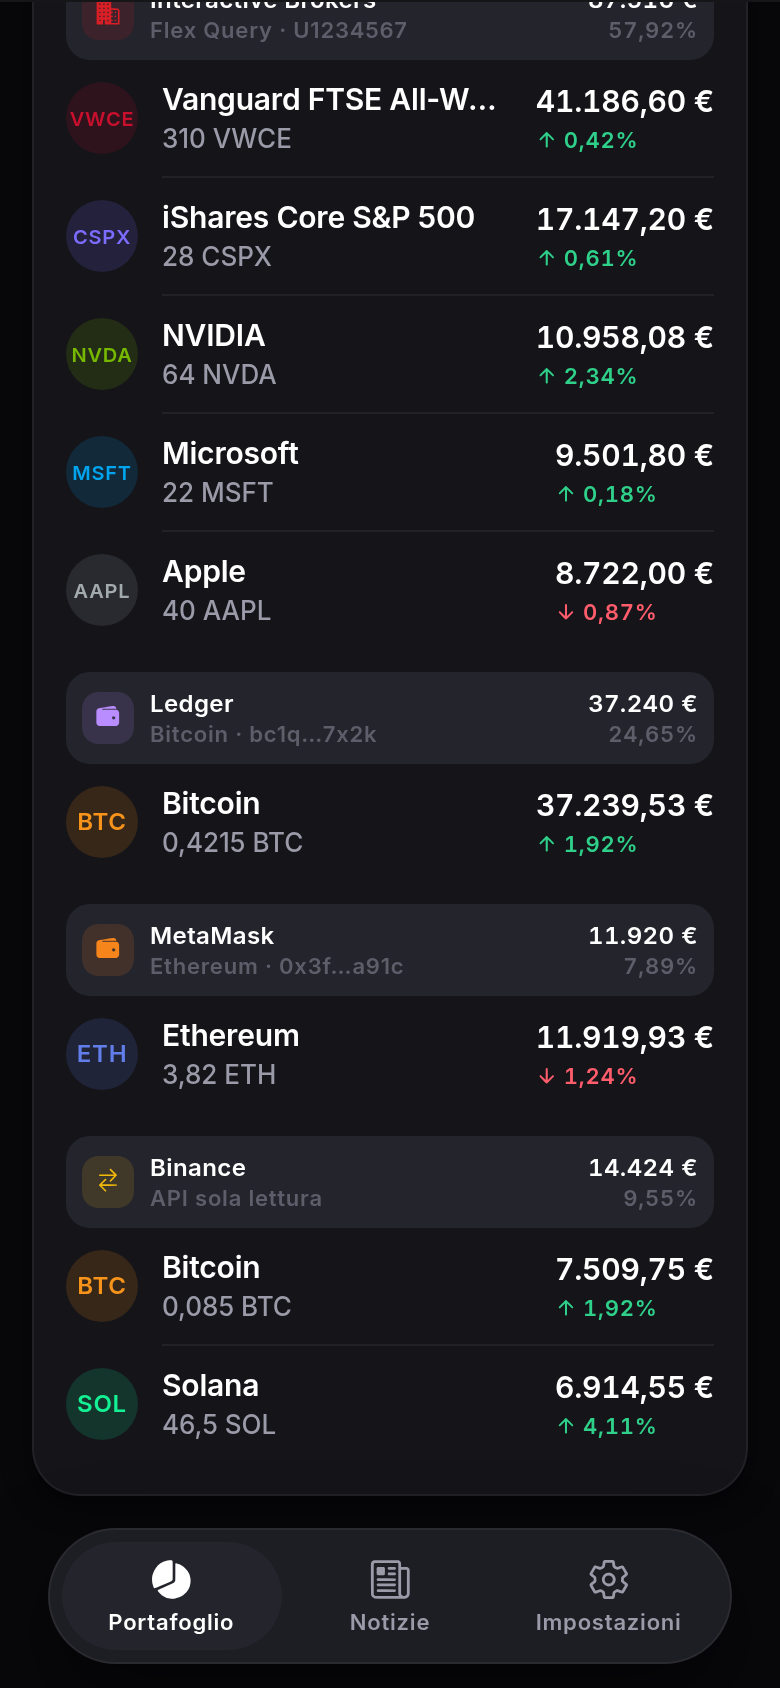 Interactive Brokers
Flex Query · U1234567
57,92%
VWCE
Vanguard FTSE All-W...
41.186,60 €
310 VWCE
↑ 0,42%
CSPX
iShares Core S&P 500
17.147,20 €
28 CSPX
↑ 0,61%
NVDA
NVIDIA
10.958,08 €
64 NVDA
↑ 2,34%
MSFT
Microsoft
9.501,80 €
22 MSFT
↑ 0,18%
AAPL
Apple
8.722,00 €
40 AAPL
↓ 0,87%
Ledger
37.240 €
Bitcoin · bc1q...7x2k
24,65%
BTC
Bitcoin
37.239,53 €
0,4215 BTC
↑ 1,92%
MetaMask
11.920 €
Ethereum · 0x3f...a91c
7,89%
ETH
Ethereum
11.919,93 €
3,82 ETH
↓ 1,24%
Binance
14.424 €
API sola lettura
9,55%
BTC
Bitcoin
7.509,75 €
0,085 BTC
↑ 1,92%
SOL
Solana
6.914,55 €
46,5 SOL
↑ 4,11%
Portafoglio
Notizie
Impostazioni